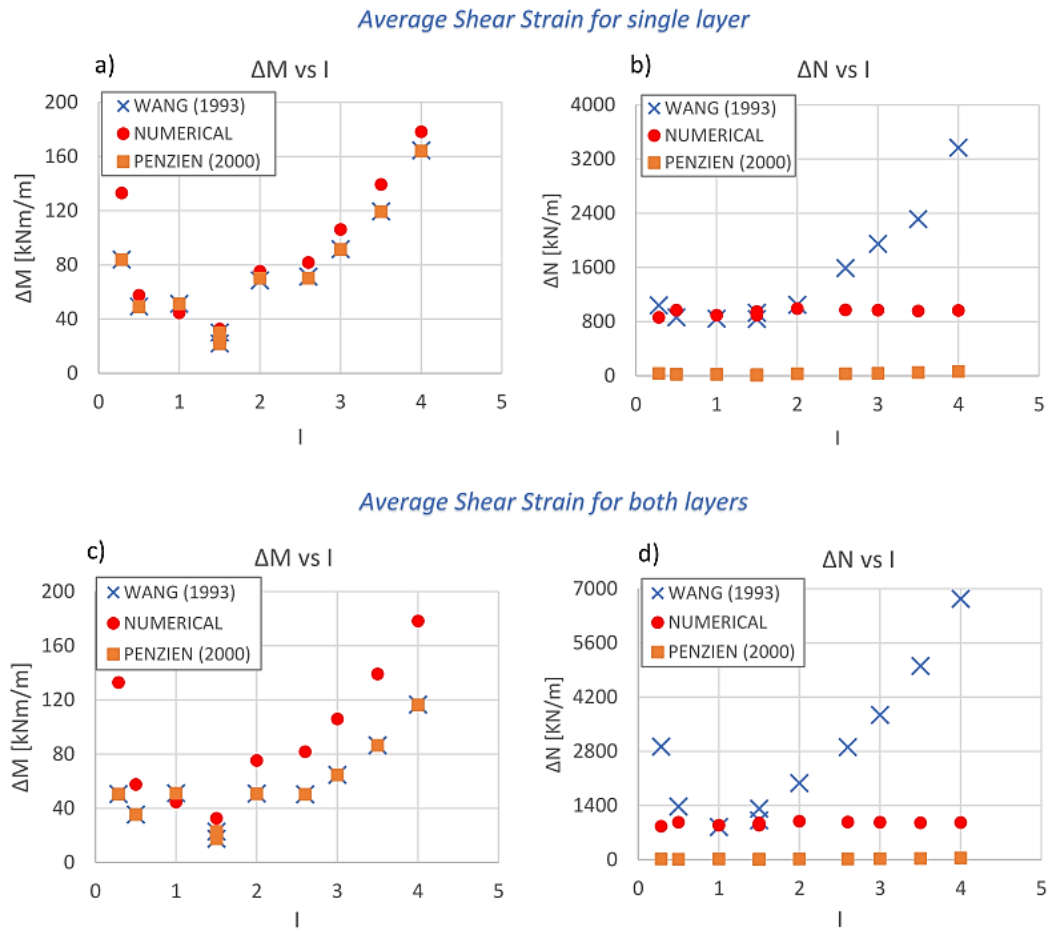 Average Shear Strain for single layer
a)
ΔM vs I
200
160
120
80
40
0
ΔM [kNm/m]
WANG (1993)
NUMERICAL
PENZIEN (2000)
0 1 2 3 4 5
I
b)
ΔN vs I
4000
3200
2400
1600
800
0
ΔN [kN/m]
WANG (1993)
NUMERICAL
PENZIEN (2000)
0 1 2 3 4 5
I
Average Shear Strain for both layers
c)
ΔM vs I
200
160
120
80
40
0
ΔM [kNm/m]
WANG (1993)
NUMERICAL
PENZIEN (2000)
0 1 2 3 4 5
I
d)
ΔN vs I
7000
5600
4200
2800
1400
0
ΔN [KN/m]
WANG (1993)
NUMERICAL
PENZIEN (2000)
0 1 2 3 4 5
I